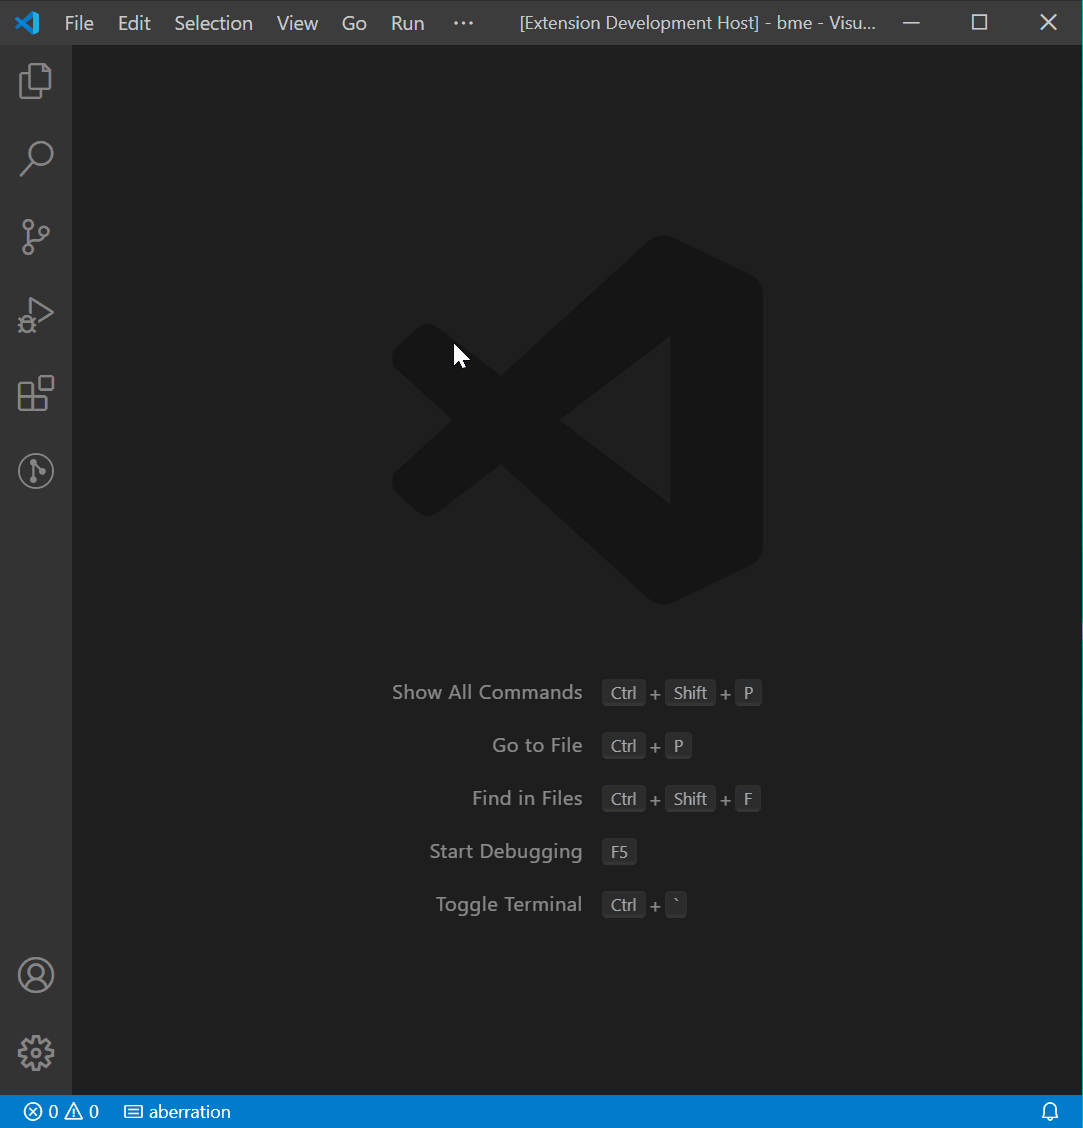 File Edit Selection View Go Run ··· [Extension Development Host] - bme - Visu...
Show All Commands Ctrl + Shift + P
Go to File Ctrl + P
Find in Files Ctrl + Shift + F
Start Debugging F5
Toggle Terminal Ctrl + `
0 0 aberration